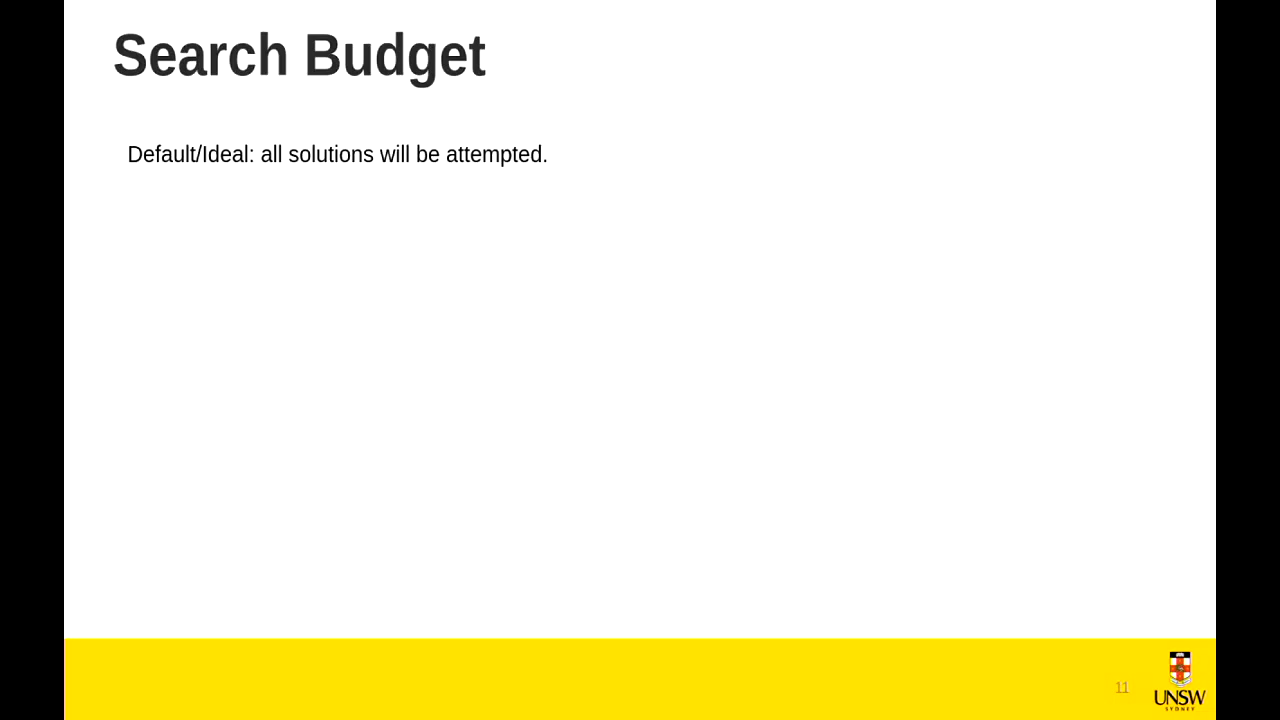 Search Budget
Default/Ideal: all solutions will be attempted.
11
UNSW
SYDNEY